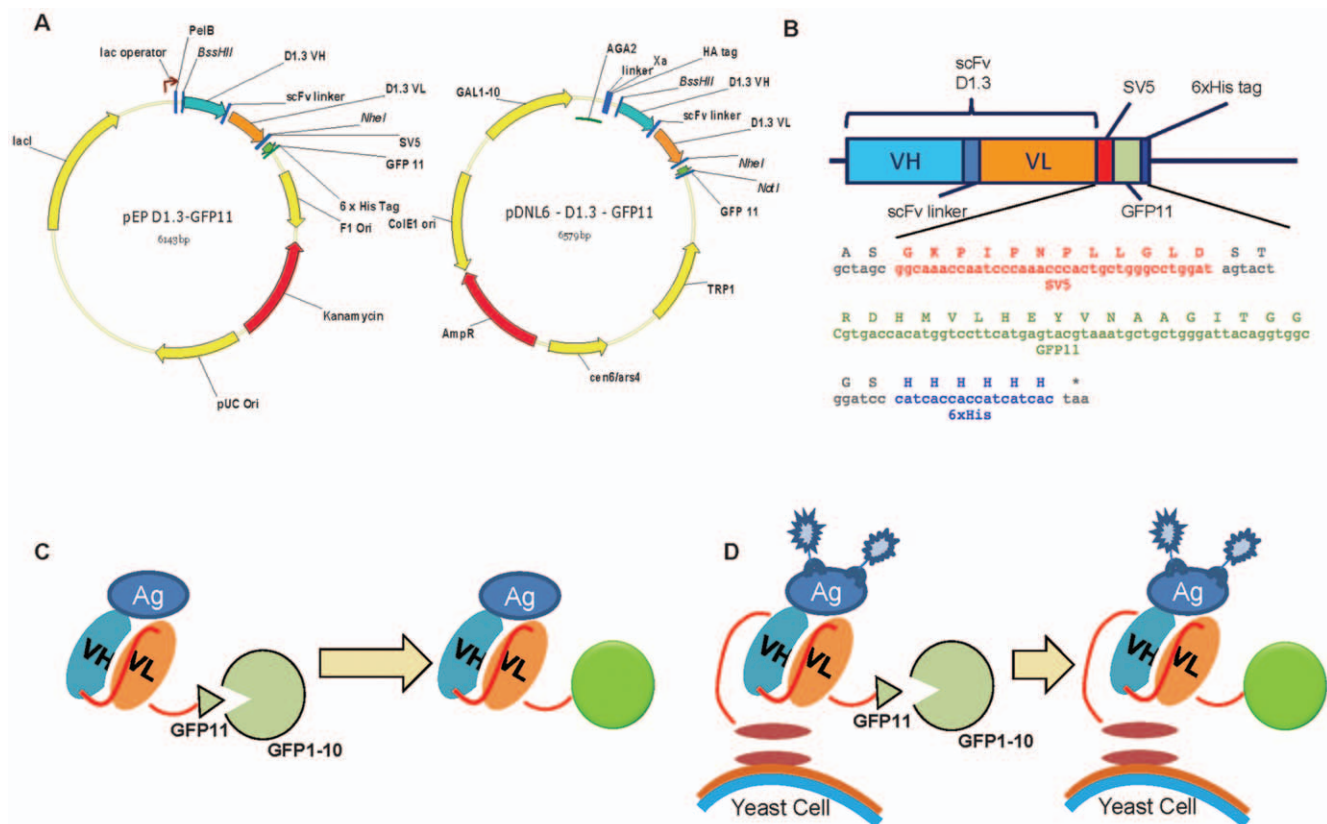 A
PelB
lac operator
BssHII
D1.3 VH
scFv linker
D1.3 VL
NheI
SV5
GFP 11
6 x His Tag
F1 Ori
lacI
pEP D1.3-GFP11
6143 bp
Kanamycin
pUC Ori
AGA2
linker
Xa
HA tag
BssHII
D1.3 VH
GAL1-10
scFv linker
D1.3 VL
NheI
NotI
GFP 11
ColE1 ori
pDNL6 - D1.3 - GFP11
6579 bp
TRP1
AmpR
cen6/ars4
B
scFv
D1.3
SV5
6xHis tag
VH
VL
scFv linker
GFP11
A S G K P I P N P L L G L D S T
gctagc ggcaaaccaatcccaaacccactgctgggcctggat agtact
SV5
R D H M V L H E Y V N A A G I T G G
Cgtgaccacatggtccttcatgagtacgtaaatgctgctgggattacaggtggc
GFP11
G S H H H H H H *
ggatcc catcaccaccatcatcac taa
6xHis
C
Ag
VH
VL
GFP11
GFP1-10
Ag
VH
VL
D
Ag
VH
VL
GFP11
GFP1-10
Yeast Cell
Ag
VH
VL
Yeast Cell